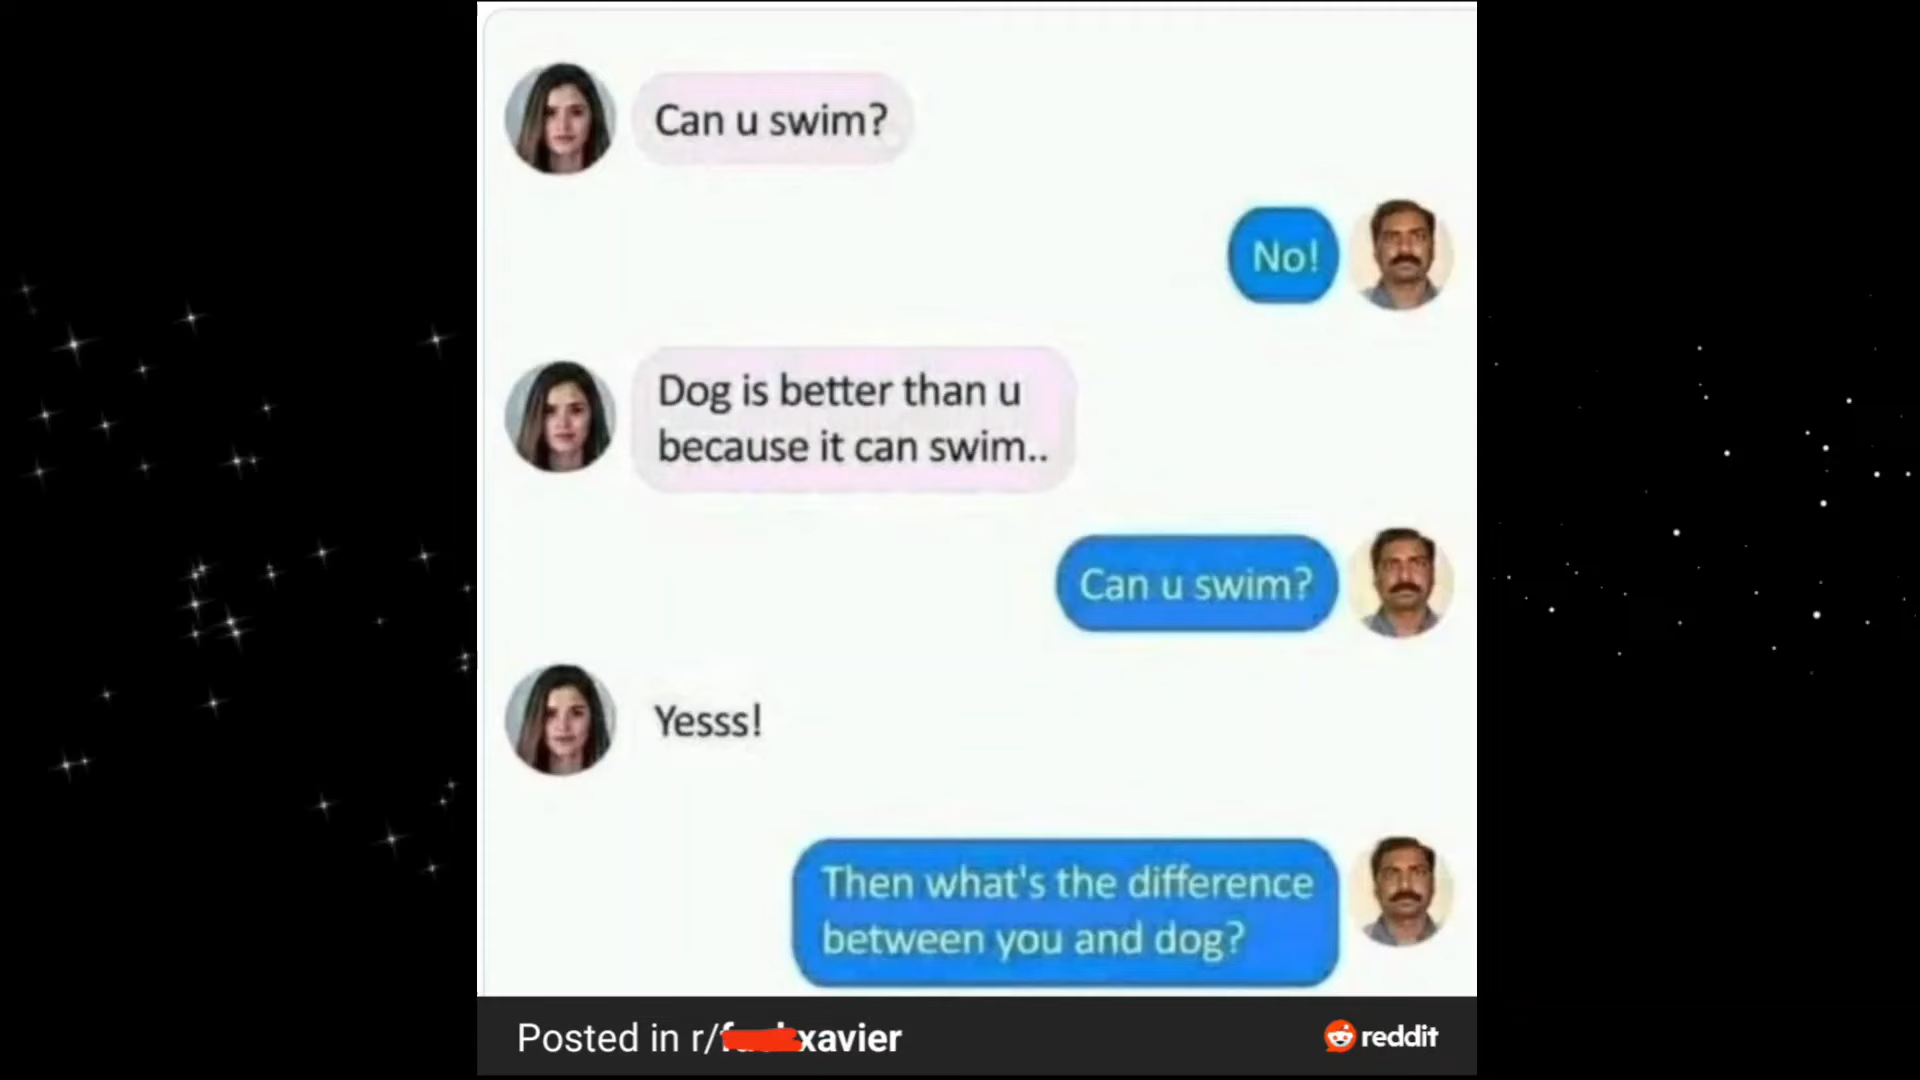 Can u swim?
No!
Dog is better than u
because it can swim..
Can u swim?
Yesss!
Then what's the difference
between you and dog?
Posted in r/ xavier
reddit